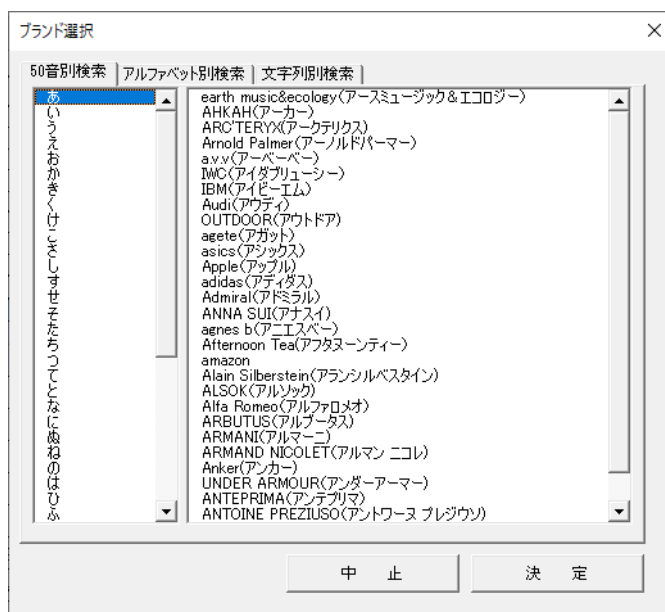 ブランド選択
50音別検索
アルファベット別検索
文字列別検索
あ
い
う
え
お
か
き
く
け
こ
さ
し
す
せ
そ
た
ち
つ
て
と
な
に
ぬ
ね
の
は
ひ
ふ
earth music&ecology(アースミュージック＆エコロジー)
AHKAH(アーカー)
ARC'TERYX(アークテリクス)
Arnold Palmer(アーノルドパーマー)
a.v.v(アーベーベー)
IWC(アイダブリューシー)
IBM(アイビーエム)
Audi(アウディ)
OUTDOOR(アウトドア)
agete(アガット)
asics(アシックス)
Apple(アップル)
adidas(アディダス)
Admiral(アドミラル)
ANNA SUI(アナスイ)
agnes b(アニエスベー)
Afternoon Tea(アフタヌーンティー)
amazon
Alain Silberstein(アランシルベスタイン)
ALSOK(アルソック)
Alfa Romeo(アルファロメオ)
ARBUTUS(アルブータス)
ARMANI(アルマーニ)
ARMAND NICOLET(アルマン ニコレ)
Anker(アンカー)
UNDER ARMOUR(アンダーアーマー)
ANTEPRIMA(アンテプリマ)
ANTOINE PREZIUSO(アントワーヌ プレジウソ)
中　止
決　定